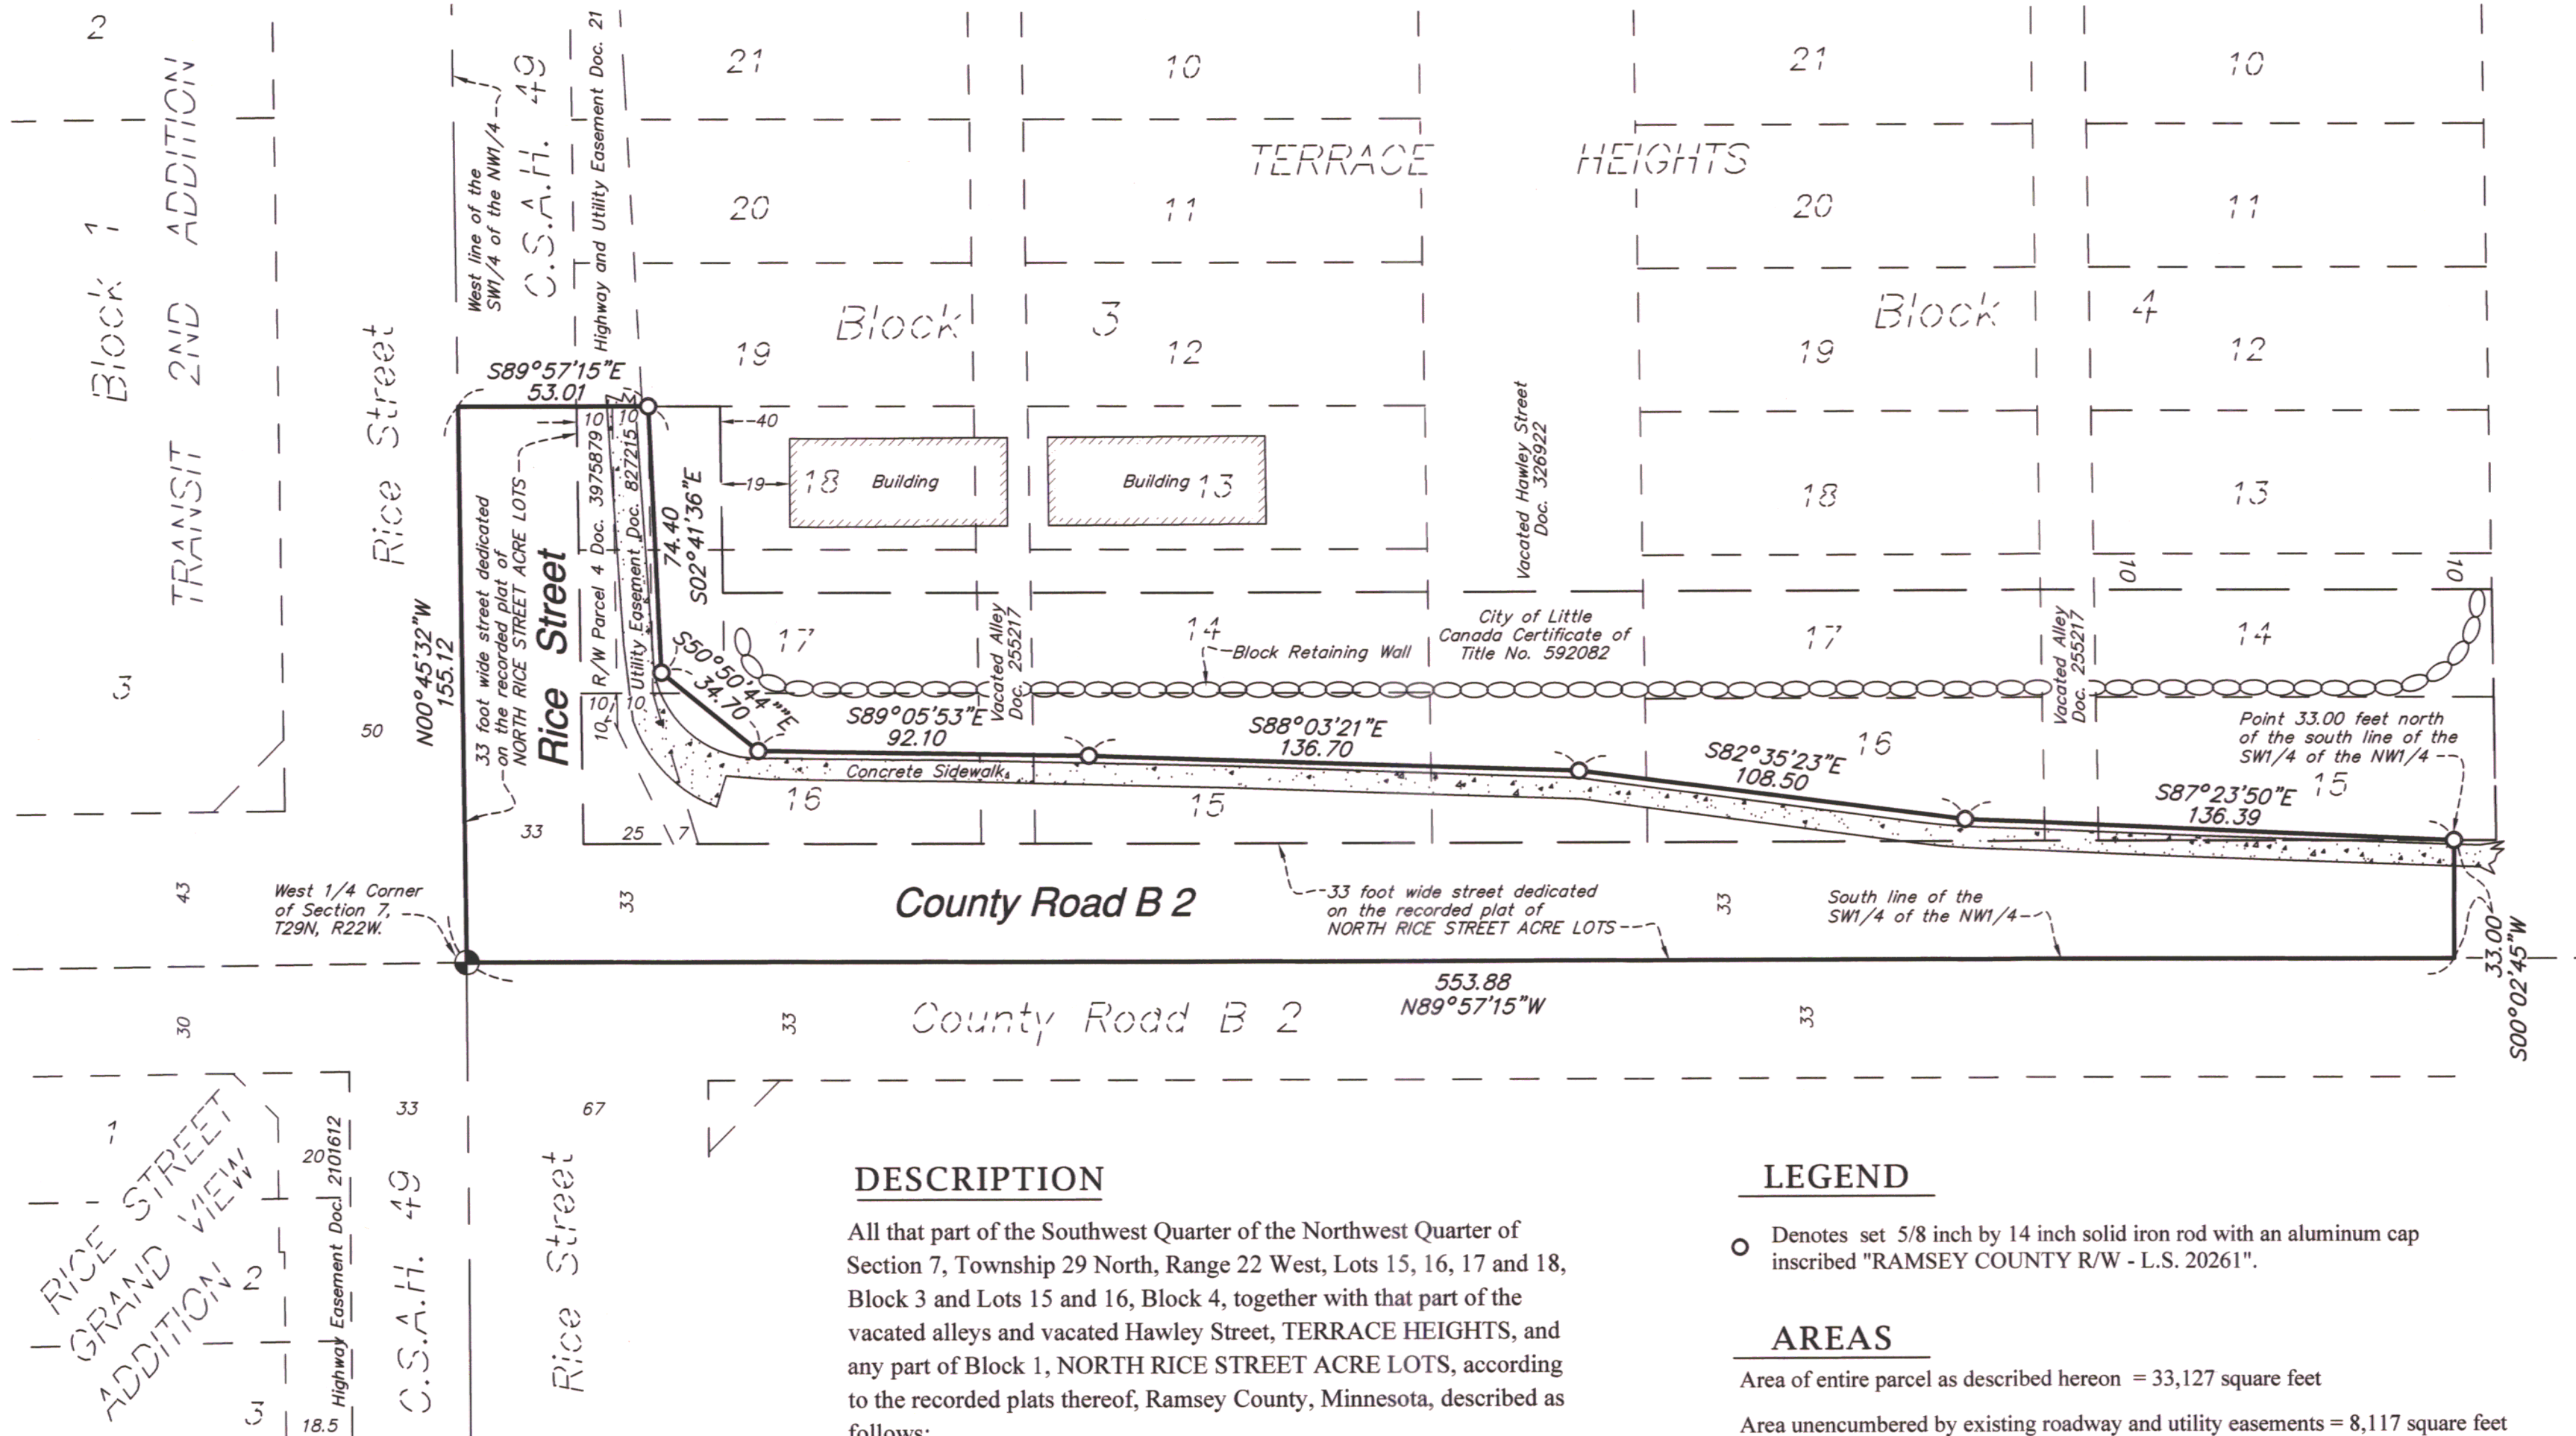 2
21
10
21
10
TRANSIT 2ND ADDITION
Block 1
3
Rice Street
West line of the
SW1/4 of the NW1/4
C.S.A.H. 49
Highway and Utility Easement Doc. 21
TERRACE HEIGHTS
20
11
20
11
Block 3
Block 4
19
12
19
12
S89°57'15"E
53.01
10
10
40
19
18
Building
Building
13
18
13
Vacated Hawley Street
Doc. 326922
N00°45'32"W
155.12
33 foot wide street dedicated
on the recorded plat of
NORTH RICE STREET ACRE LOTS
Rice Street
R/W Parcel 4 Doc. 3975879
Utility Easement Doc. 827215
74.40
S02°41'36"E
S50°50'44""E
34.70
10
10
17
14
Block Retaining Wall
City of Little
Canada Certificate of
Title No. 592082
17
14
Vacated Alley
Doc. 255217
Vacated Alley
Doc. 255217
50
10
10
10
S89°05'53"E
92.10
S88°03'21"E
136.70
S82°35'23"E
108.50
16
Point 33.00 feet north
of the south line of the
SW1/4 of the NW1/4
S87°23'50"E
136.39
15
Concrete Sidewalk
16
15
33
25
7
43
West 1/4 Corner
of Section 7,
T29N, R22W.
33
County Road B 2
33 foot wide street dedicated
on the recorded plat of
NORTH RICE STREET ACRE LOTS
33
South line of the
SW1/4 of the NW1/4
33.00
S00°02'45"W
553.88
N89°57'15"W
30
33
County Road B 2
33
33
67
1
RICE STREET
GRAND VIEW
ADDITION
2
3
20
Highway Easement Doc. 2101612
18.5
C.S.A.H. 49
Rice Street
DESCRIPTION
All that part of the Southwest Quarter of the Northwest Quarter of
Section 7, Township 29 North, Range 22 West, Lots 15, 16, 17 and 18,
Block 3 and Lots 15 and 16, Block 4, together with that part of the
vacated alleys and vacated Hawley Street, TERRACE HEIGHTS, and
any part of Block 1, NORTH RICE STREET ACRE LOTS, according
to the recorded plats thereof, Ramsey County, Minnesota, described as
follows:
LEGEND
Denotes set 5/8 inch by 14 inch solid iron rod with an aluminum cap
inscribed "RAMSEY COUNTY R/W - L.S. 20261".
AREAS
Area of entire parcel as described hereon = 33,127 square feet
Area unencumbered by existing roadway and utility easements = 8,117 square feet